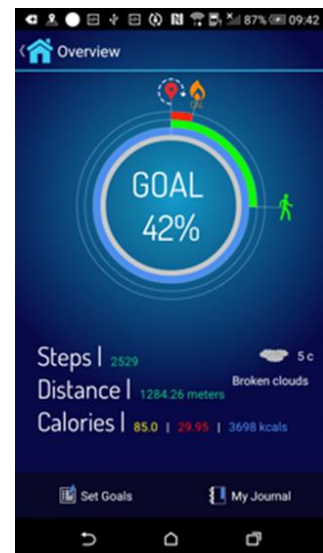 87% 09:42
Overview
CAL
GOAL
42%
Steps | 2529
5 c
Broken clouds
Distance | 1284.26 meters
Calories | 85.0 | 29.95 | 3698 kcals
Set Goals
My Journal